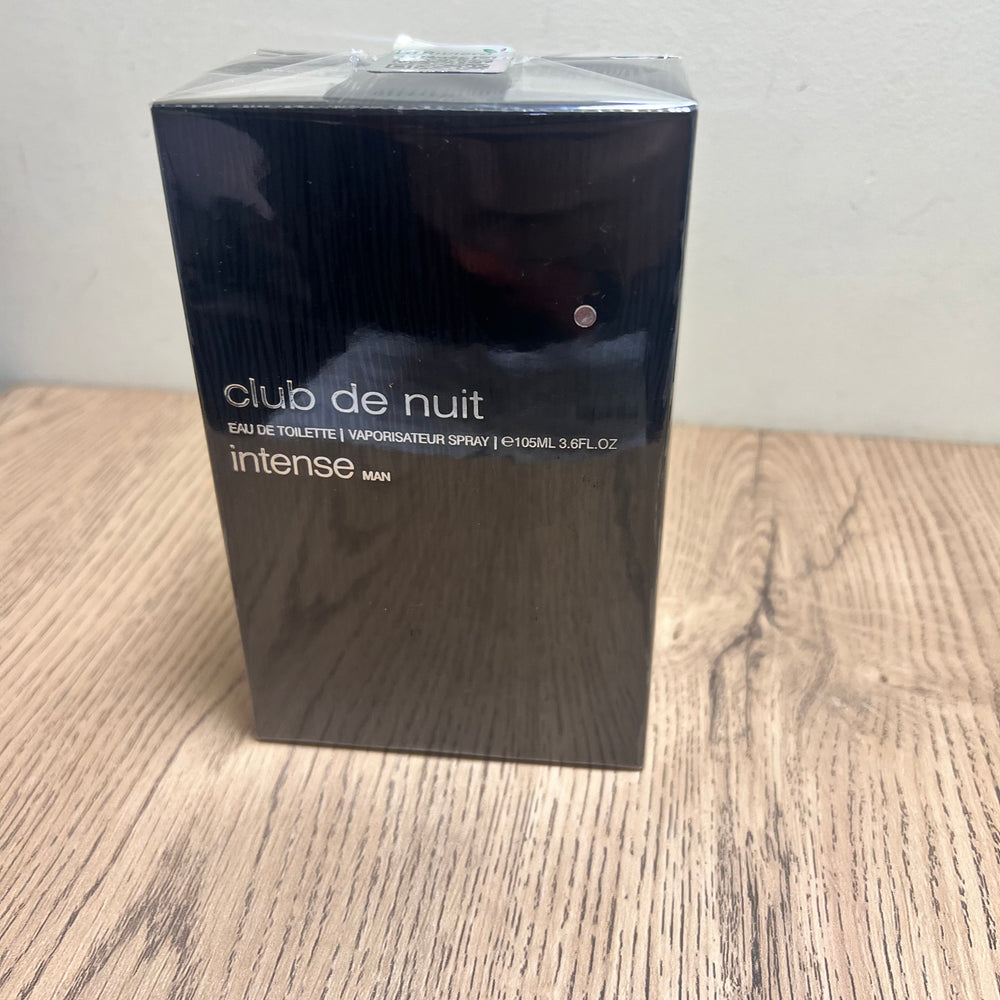 club de nuit
EAU DE TOILETTE | VAPORISATEUR SPRAY | ℮105ML 3.6FL.OZ
intense MAN